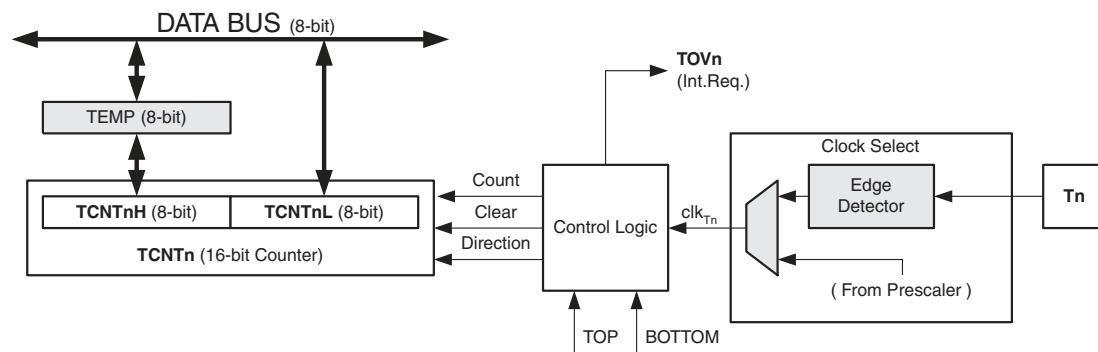 DATA BUS (8-bit)
TOVn
(Int.Req.)
TEMP (8-bit)
Clock Select
Count
Edge
Detector
Tn
TCNTnH (8-bit) TCNTnL (8-bit)
Clear
Control Logic
clkTn
TCNTn (16-bit Counter)
Direction
( From Prescaler )
TOP
BOTTOM